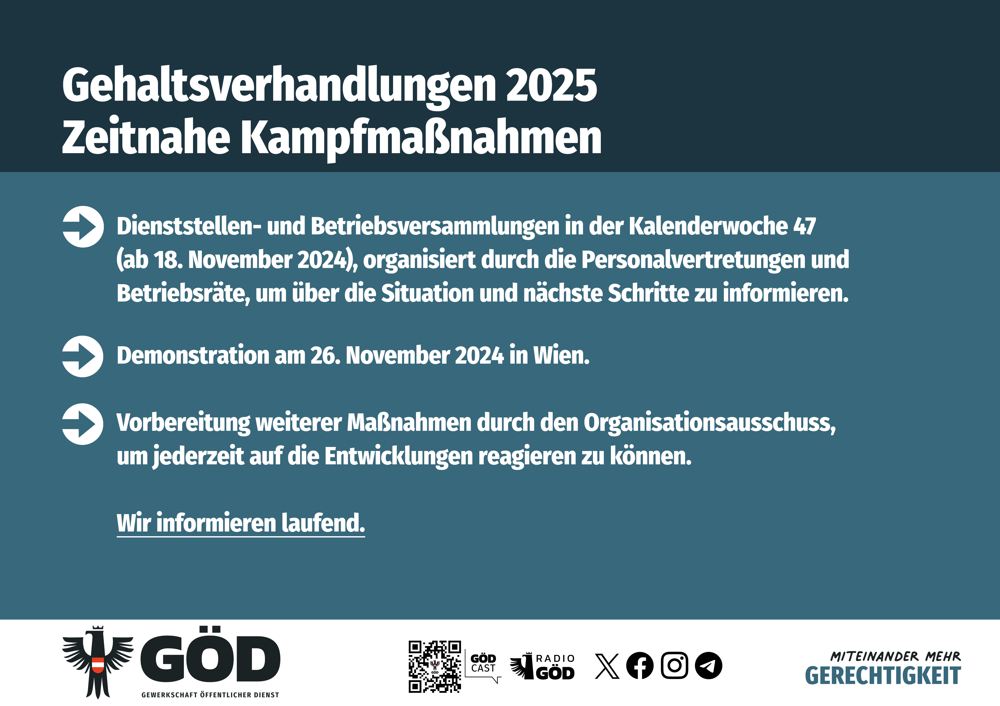 Gehaltsverhandlungen 2025
Zeitnahe Kampfmaßnahmen
Dienststellen- und Betriebsversammlungen in der Kalenderwoche 47
(ab 18. November 2024), organisiert durch die Personalvertretungen und
Betriebsräte, um über die Situation und nächste Schritte zu informieren.
Demonstration am 26. November 2024 in Wien.
Vorbereitung weiterer Maßnahmen durch den Organisationsausschuss,
um jederzeit auf die Entwicklungen reagieren zu können.
Wir informieren laufend.
GÖD
GEWERKSCHAFT ÖFFENTLICHER DIENST
GÖD
GÖD
CAST
RADIO
GÖD
MITEINANDER MEHR
GERECHTIGKEIT